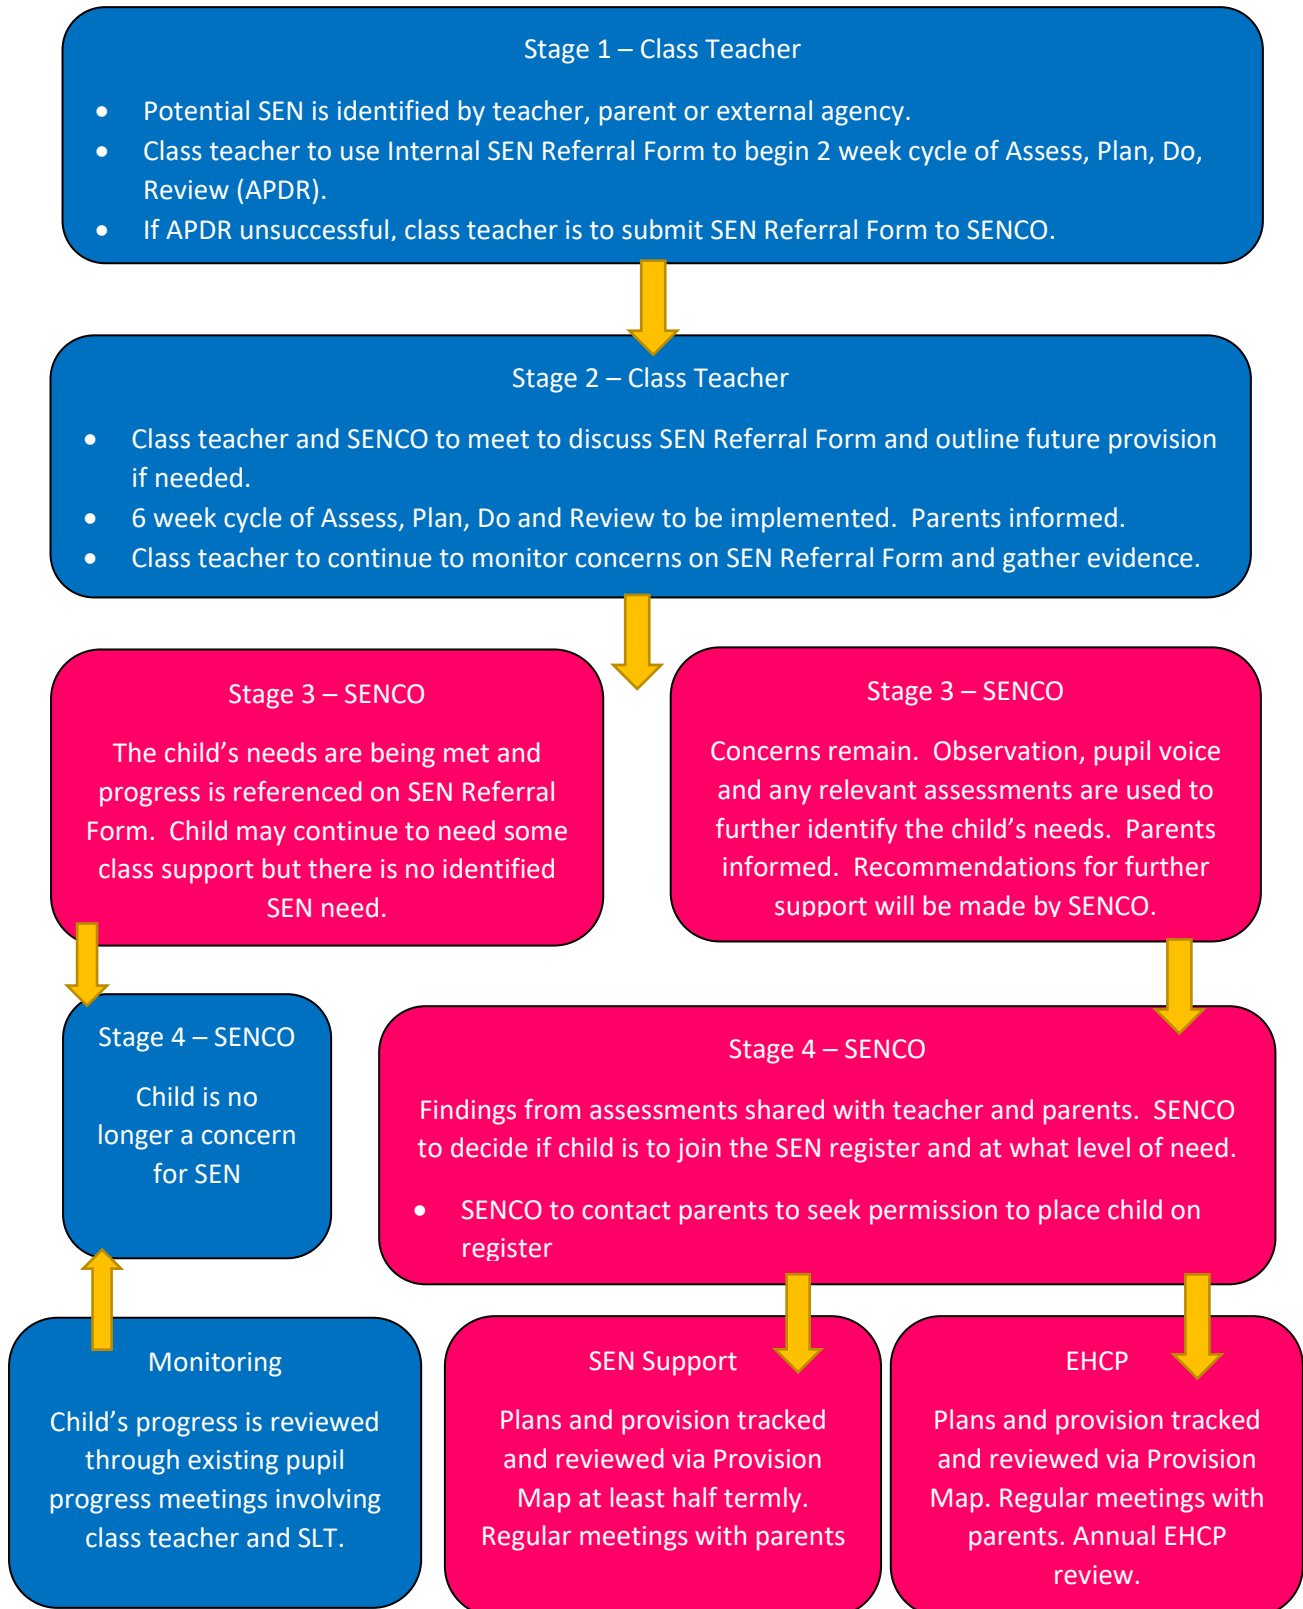 Stage 1 – Class Teacher
• Potential SEN is identified by teacher, parent or external agency.
• Class teacher to use Internal SEN Referral Form to begin 2 week cycle of Assess, Plan, Do,
Review (APDR).
• If APDR unsuccessful, class teacher is to submit SEN Referral Form to SENCO.
Stage 2 – Class Teacher
• Class teacher and SENCO to meet to discuss SEN Referral Form and outline future provision
if needed.
• 6 week cycle of Assess, Plan, Do and Review to be implemented. Parents informed.
• Class teacher to continue to monitor concerns on SEN Referral Form and gather evidence.
Stage 3 – SENCO
The child’s needs are being met and
progress is referenced on SEN Referral
Form. Child may continue to need some
class support but there is no identified
SEN need.
Stage 3 – SENCO
Concerns remain. Observation, pupil voice
and any relevant assessments are used to
further identify the child’s needs. Parents
informed. Recommendations for further
support will be made by SENCO.
Stage 4 – SENCO
Child is no
longer a concern
for SEN
Stage 4 – SENCO
Findings from assessments shared with teacher and parents. SENCO
to decide if child is to join the SEN register and at what level of need.
• SENCO to contact parents to seek permission to place child on
register
Monitoring
Child’s progress is reviewed
through existing pupil
progress meetings involving
class teacher and SLT.
SEN Support
Plans and provision tracked
and reviewed via Provision
Map at least half termly.
Regular meetings with parents
EHCP
Plans and provision tracked
and reviewed via Provision
Map. Regular meetings with
parents. Annual EHCP
review.